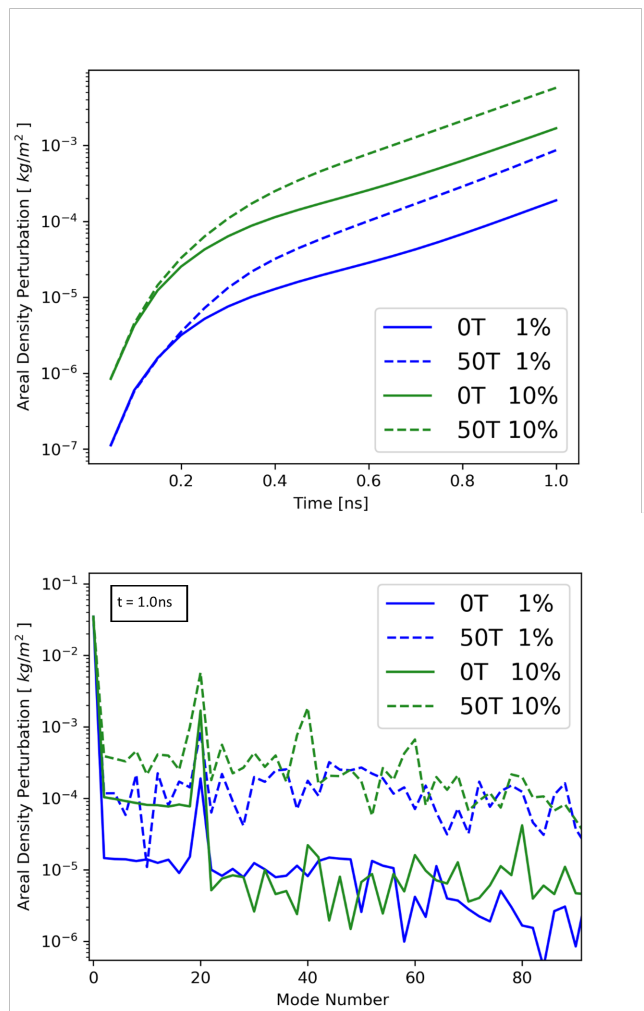 Areal Density Perturbation [ kg/m² ]
10⁻³
10⁻⁴
10⁻⁵
10⁻⁶
10⁻⁷
0T 1%
50T 1%
0T 10%
50T 10%
0.2 0.4 0.6 0.8 1.0
Time [ns]
Areal Density Perturbation [ kg/m² ]
10⁻¹
10⁻²
10⁻³
10⁻⁴
10⁻⁵
10⁻⁶
t = 1.0ns
0T 1%
50T 1%
0T 10%
50T 10%
0 20 40 60 80
Mode Number